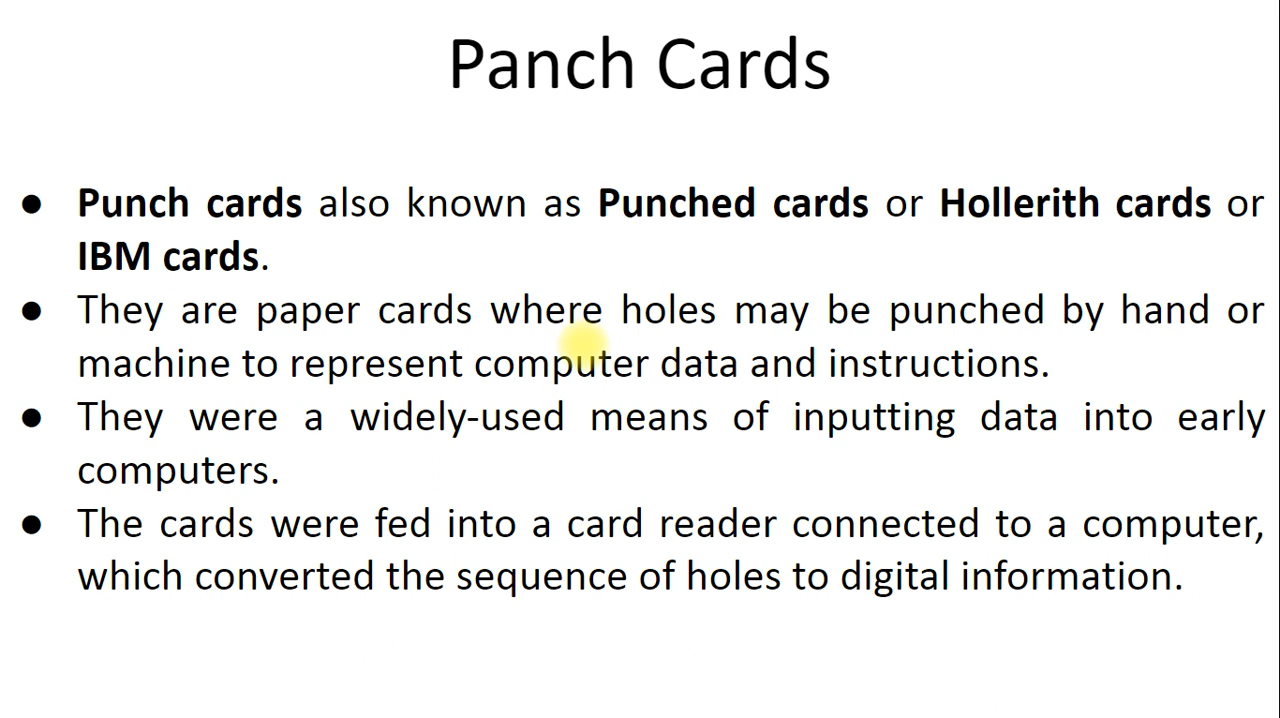 Panch Cards
● Punch cards also known as Punched cards or Hollerith cards or
IBM cards.
● They are paper cards where holes may be punched by hand or
machine to represent computer data and instructions.
● They were a widely-used means of inputting data into early
computers.
● The cards were fed into a card reader connected to a computer,
which converted the sequence of holes to digital information.